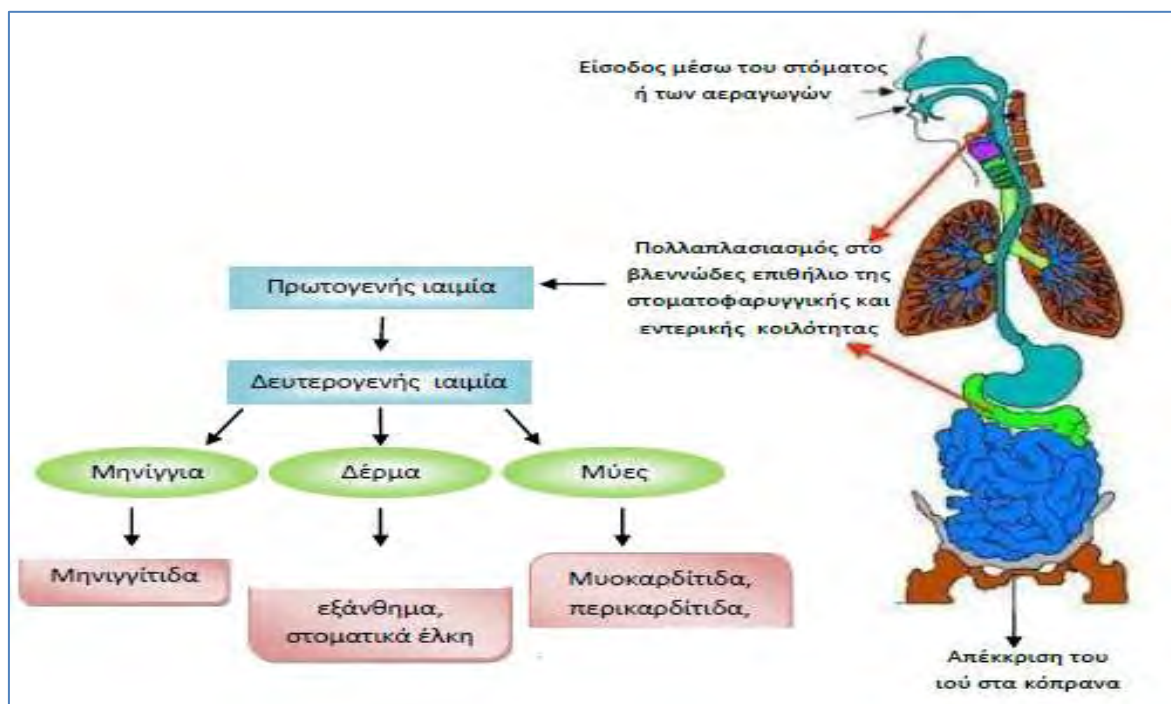 Είσοδος μέσω του στόματος
ή των αεραγωγών
Πολλαπλασιασμός στο
βλεννώδες επιθήλιο της
στοματοφαρυγγικής και
εντερικής κοιλότητας
Πρωτογενής ιαιμία
Δευτερογενής ιαιμία
Μηνίγγια
Δέρμα
Μύες
Μηνιγγίτιδα
εξάνθημα,
στοματικά έλκη
Μυοκαρδίτιδα,
περικαρδίτιδα,
Απέκκριση του
ιού στα κόπρανα